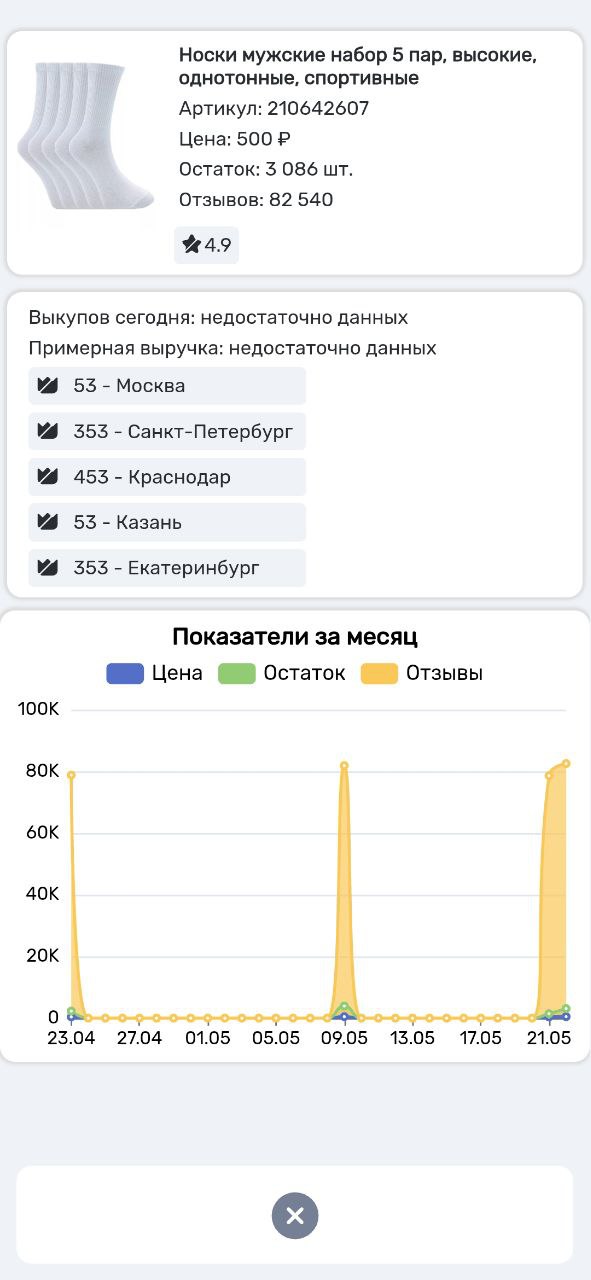 Носки мужские набор 5 пар, высокие,
однотонные, спортивные
Артикул: 210642607
Цена: 500 ₽
Остаток: 3 086 шт.
Отзывов: 82 540
4.9
Выкупов сегодня: недостаточно данных
Примерная выручка: недостаточно данных
53 - Москва
353 - Санкт-Петербург
453 - Краснодар
53 - Казань
353 - Екатеринбург
Показатели за месяц
Цена Остаток Отзывы
100K
80K
60K
40K
20K
0
23.04 27.04 01.05 05.05 09.05 13.05 17.05 21.05